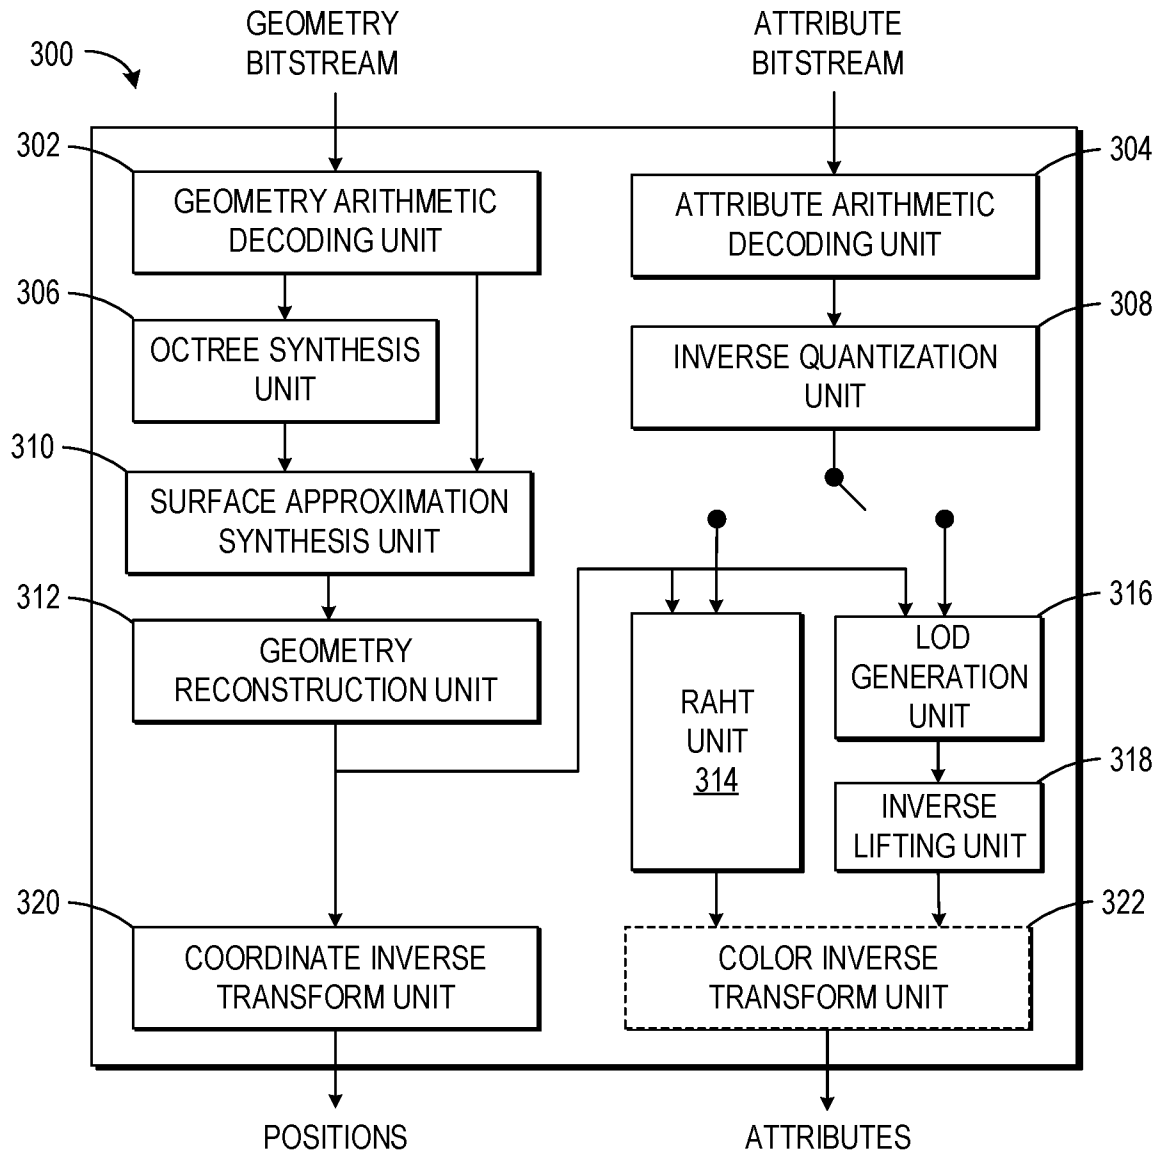 GEOMETRY
BITSTREAM
ATTRIBUTE
BITSTREAM
300
302
GEOMETRY ARITHMETIC
DECODING UNIT
304
ATTRIBUTE ARITHMETIC
DECODING UNIT
306
OCTREE SYNTHESIS
UNIT
308
INVERSE QUANTIZATION
UNIT
310
SURFACE APPROXIMATION
SYNTHESIS UNIT
312
GEOMETRY
RECONSTRUCTION UNIT
RAHT
UNIT
314
316
LOD
GENERATION
UNIT
318
INVERSE
LIFTING UNIT
320
COORDINATE INVERSE
TRANSFORM UNIT
322
COLOR INVERSE
TRANSFORM UNIT
POSITIONS
ATTRIBUTES